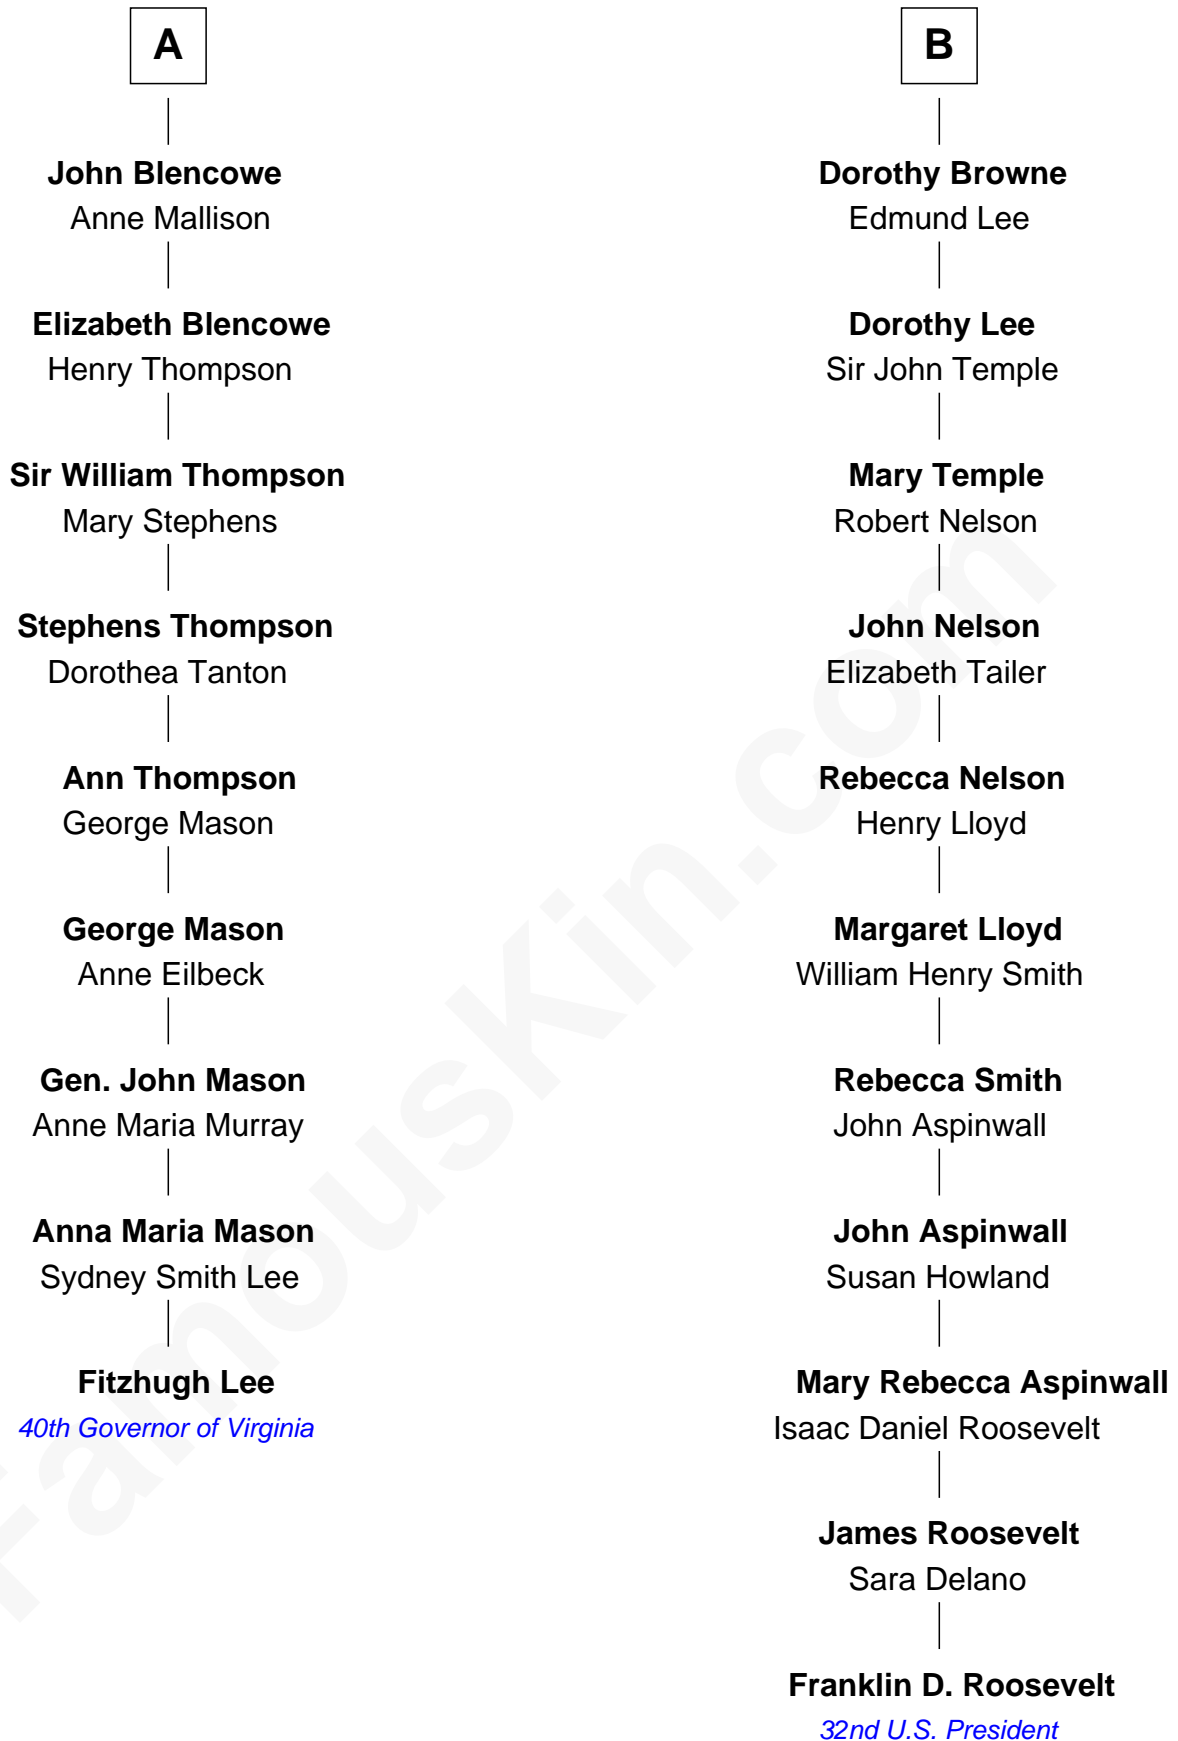 A
John Blencowe
Anne Mallison
Elizabeth Blencowe
Henry Thompson
Sir William Thompson
Mary Stephens
Stephens Thompson
Dorothea Tanton
Ann Thompson
George Mason
George Mason
Anne Eilbeck
Gen. John Mason
Anne Maria Murray
Anna Maria Mason
Sydney Smith Lee
Fitzhugh Lee
40th Governor of Virginia
B
Dorothy Browne
Edmund Lee
Dorothy Lee
Sir John Temple
Mary Temple
Robert Nelson
John Nelson
Elizabeth Tailer
Rebecca Nelson
Henry Lloyd
Margaret Lloyd
William Henry Smith
Rebecca Smith
John Aspinwall
John Aspinwall
Susan Howland
Mary Rebecca Aspinwall
Isaac Daniel Roosevelt
James Roosevelt
Sara Delano
Franklin D. Roosevelt
32nd U.S. President
FamousKin.com